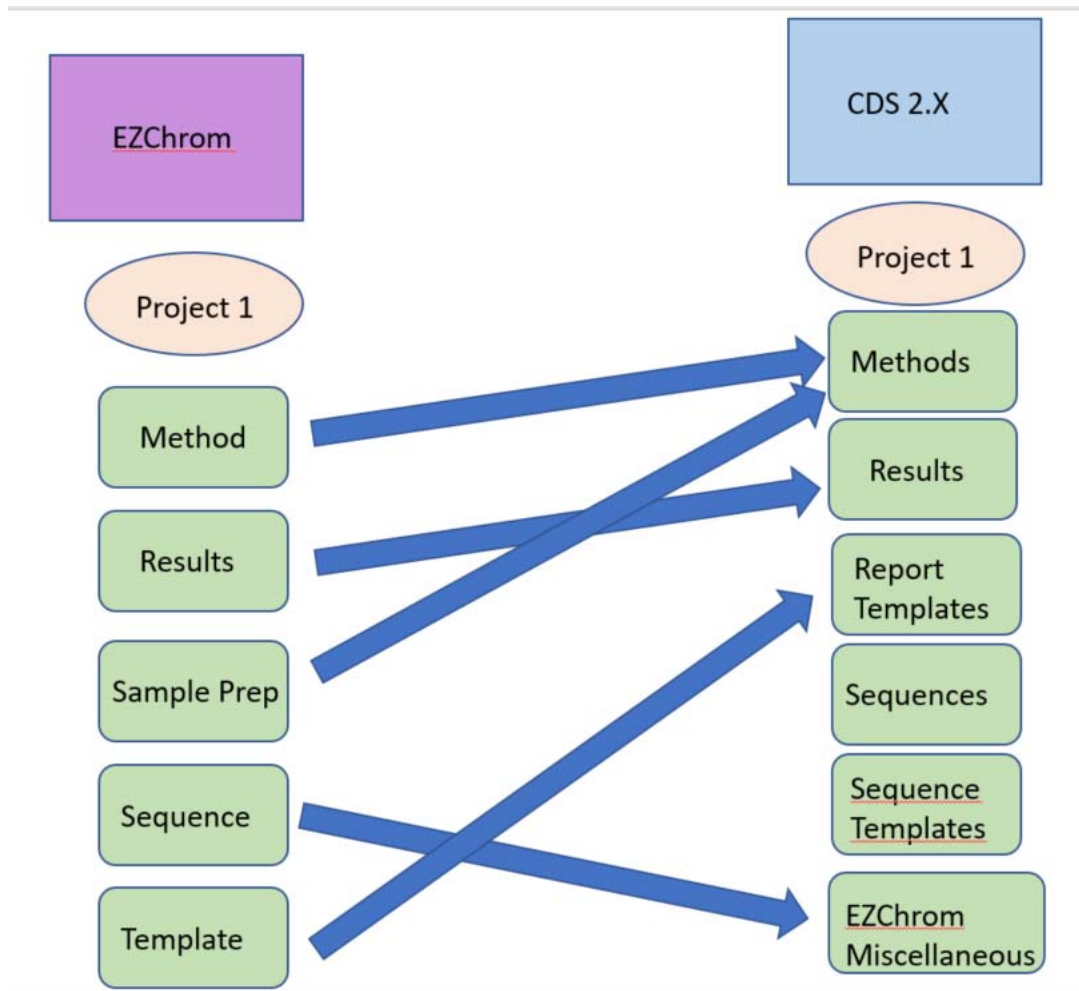 EZChrom
Project 1
Method
Results
Sample Prep
Sequence
Template
CDS 2.X
Project 1
Methods
Results
Report
Templates
Sequences
Sequence
Templates
EZChrom
Miscellaneous